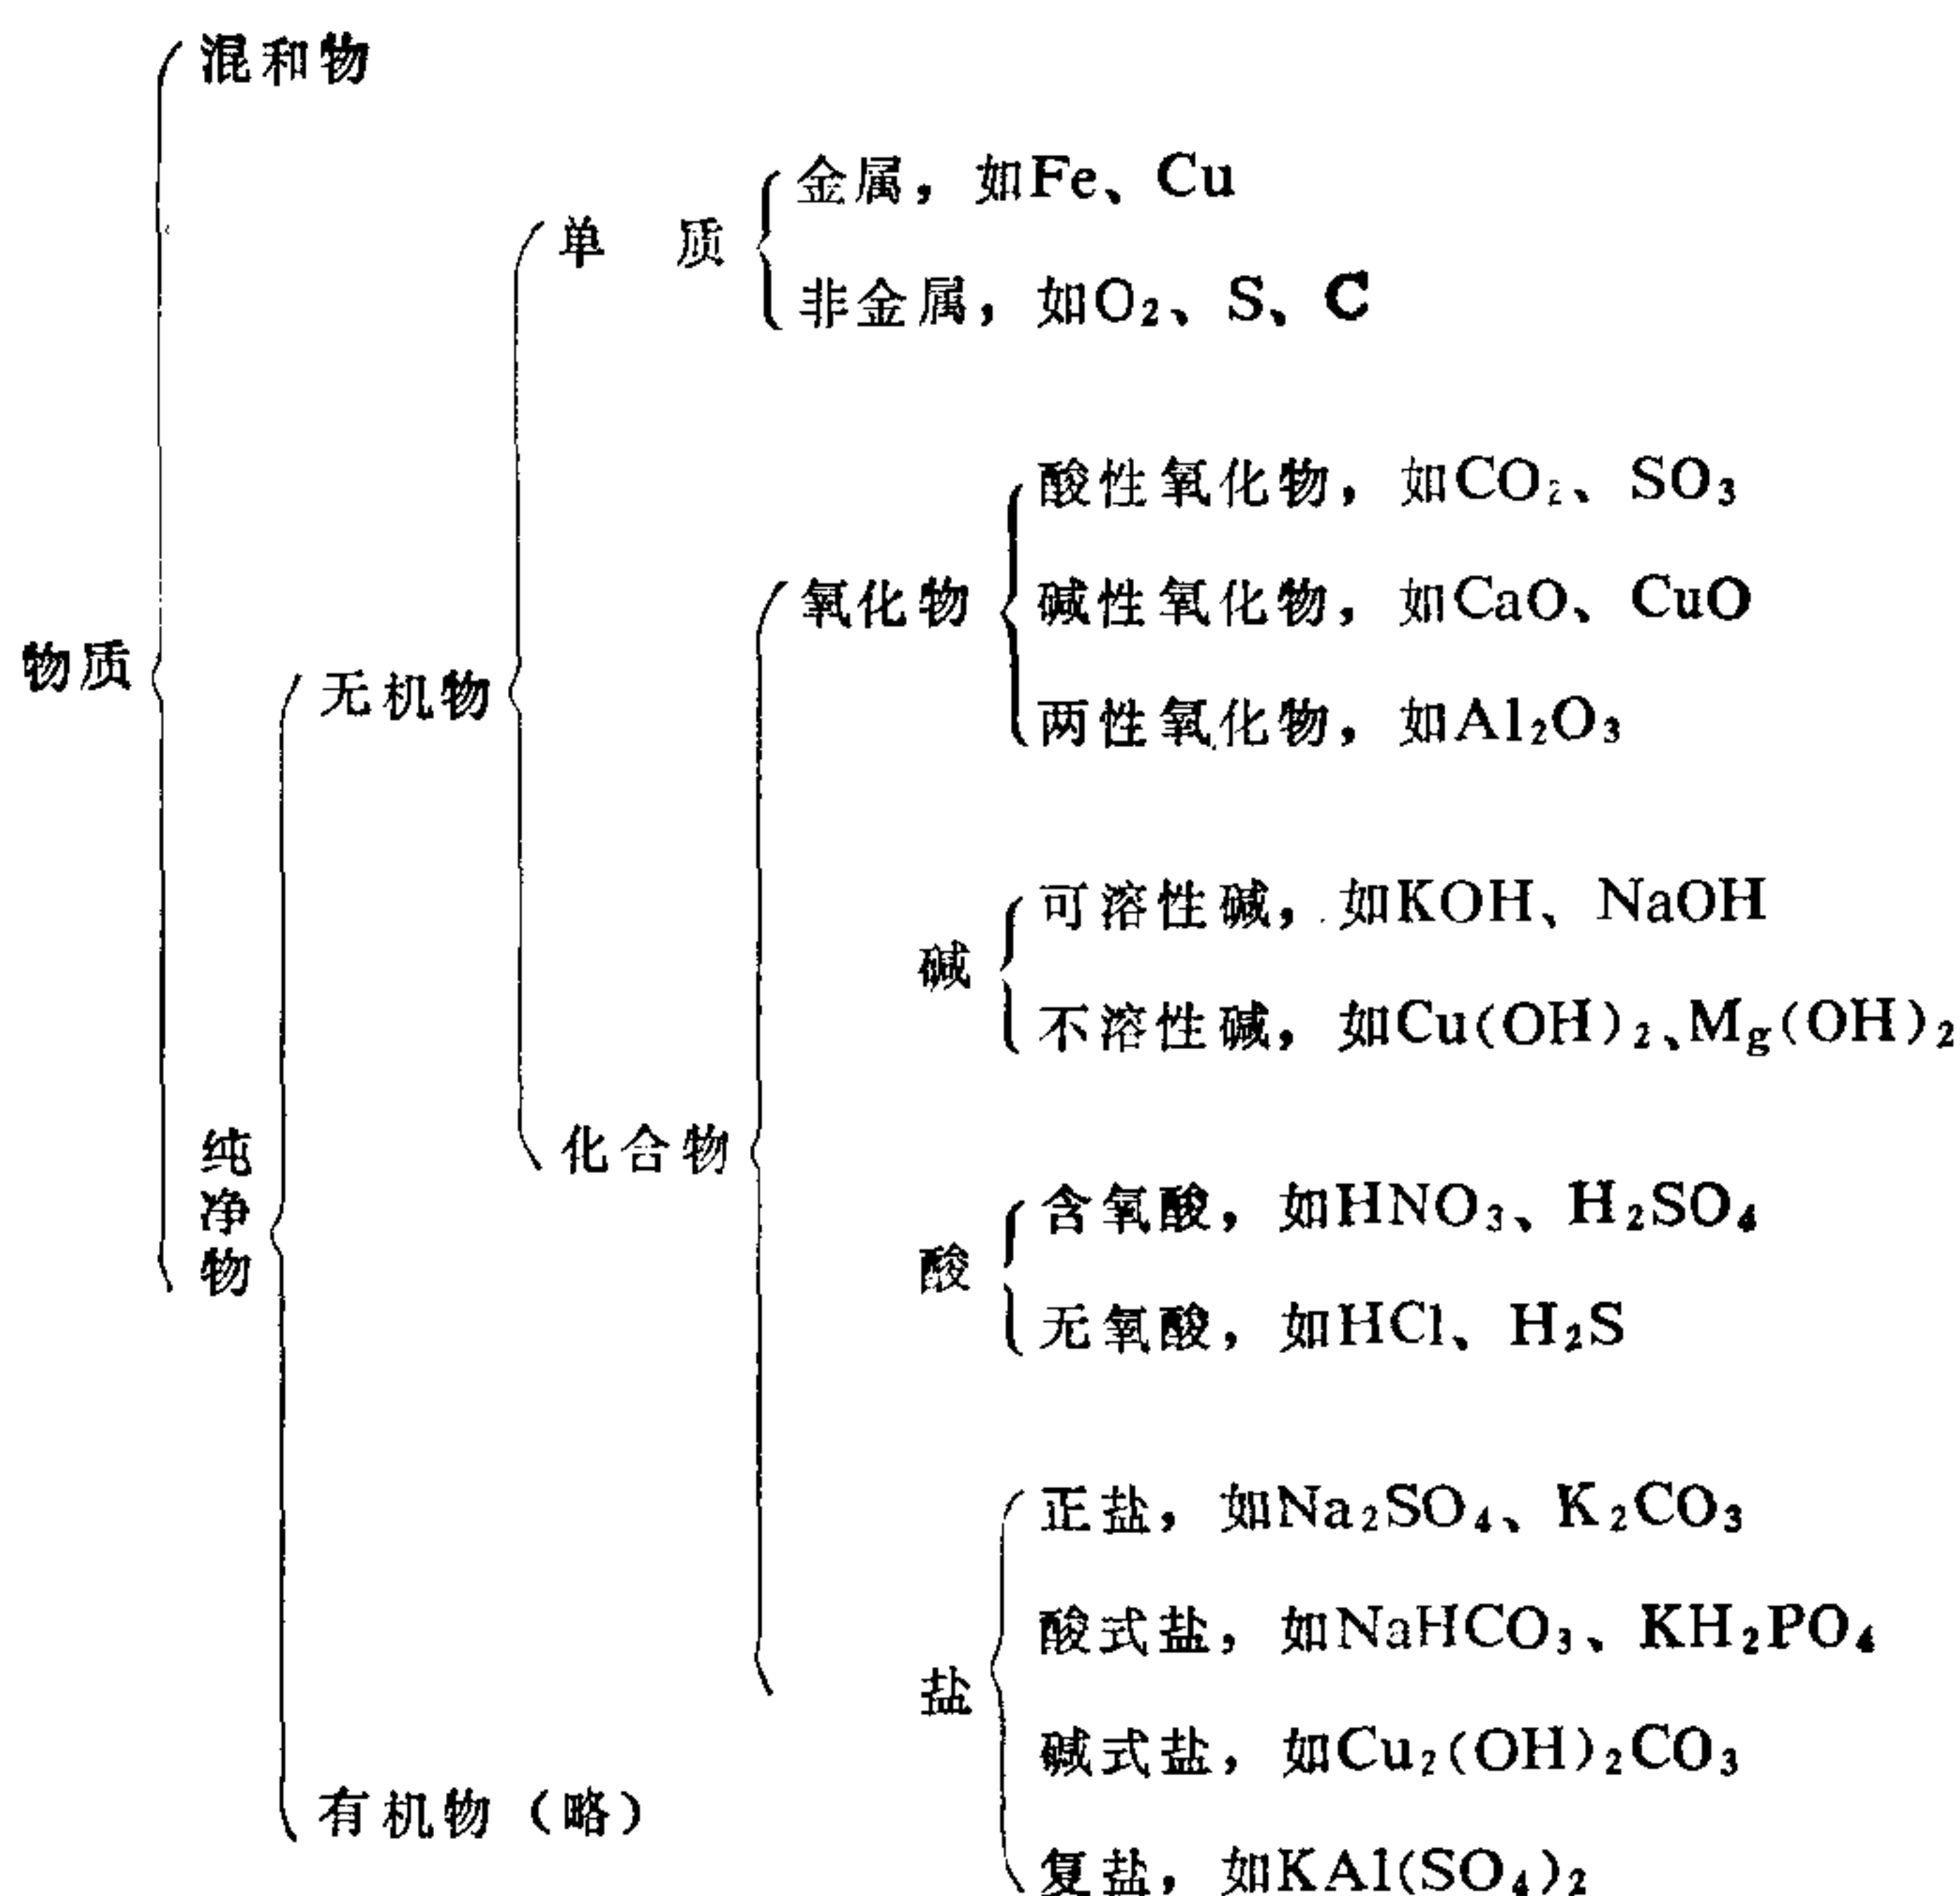 混和物
金属，如Fe、Cu
单 质
非金属，如O₂、S、C
酸性氧化物，如CO₂、SO₃
氧化物
碱性氧化物，如CaO、CuO
物质
无机物
两性氧化物，如Al₂O₃
可溶性碱，如KOH、NaOH
碱
不溶性碱，如Cu(OH)₂、Mg(OH)₂
纯净物
化合物
含氧酸，如HNO₃、H₂SO₄
酸
无氧酸，如HCl、H₂S
正盐，如Na₂SO₄、K₂CO₃
酸式盐，如NaHCO₃、KH₂PO₄
盐
碱式盐，如Cu₂(OH)₂CO₃
有机物（略）
复盐，如KAl(SO₄)₂